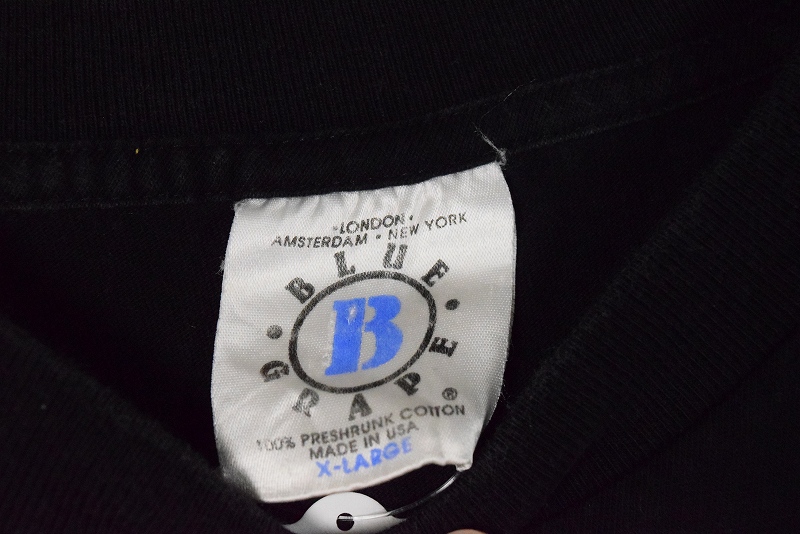 • LONDON •
AMSTERDAM • NEW YORK
• BLUE •
B
GRAPE ®
100% PRESHRUNK COTTON
MADE IN USA
X-LARGE